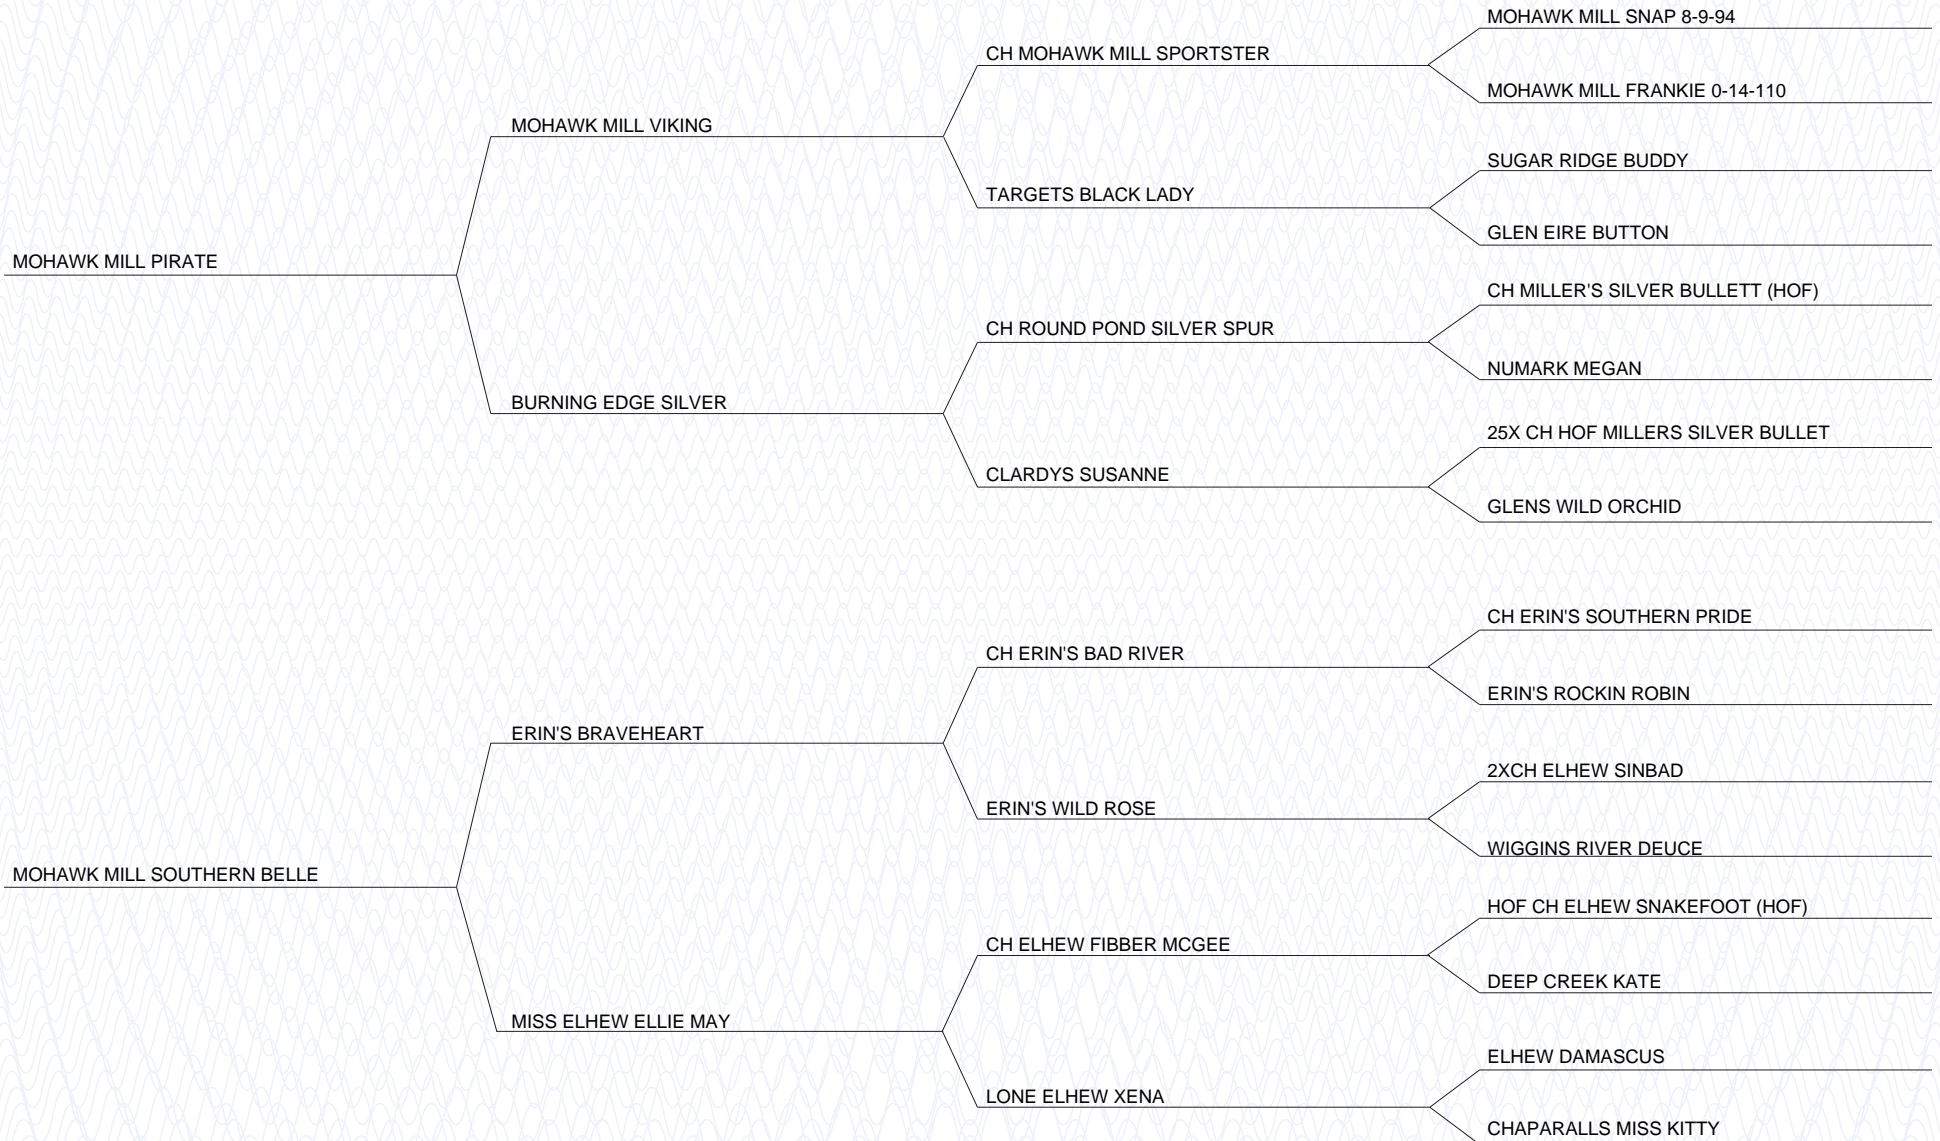 MOHAWK MILL SNAP 8-9-94
CH MOHAWK MILL SPORTSTER
MOHAWK MILL FRANKIE 0-14-110
MOHAWK MILL VIKING
SUGAR RIDGE BUDDY
TARGETS BLACK LADY
GLEN EIRE BUTTON
MOHAWK MILL PIRATE
CH MILLER'S SILVER BULLETT (HOF)
CH ROUND POND SILVER SPUR
NUMARK MEGAN
BURNING EDGE SILVER
25X CH HOF MILLERS SILVER BULLET
CLARDYS SUSANNE
GLENS WILD ORCHID
CH ERIN'S SOUTHERN PRIDE
CH ERIN'S BAD RIVER
ERIN'S ROCKIN ROBIN
ERIN'S BRAVEHEART
2XCH ELHEW SINBAD
ERIN'S WILD ROSE
WIGGINS RIVER DEUCE
MOHAWK MILL SOUTHERN BELLE
HOF CH ELHEW SNAKEFOOT (HOF)
CH ELHEW FIBBER MCGEE
DEEP CREEK KATE
MISS ELHEW ELLIE MAY
ELHEW DAMASCUS
LONE ELHEW XENA
CHAPARALLS MISS KITTY